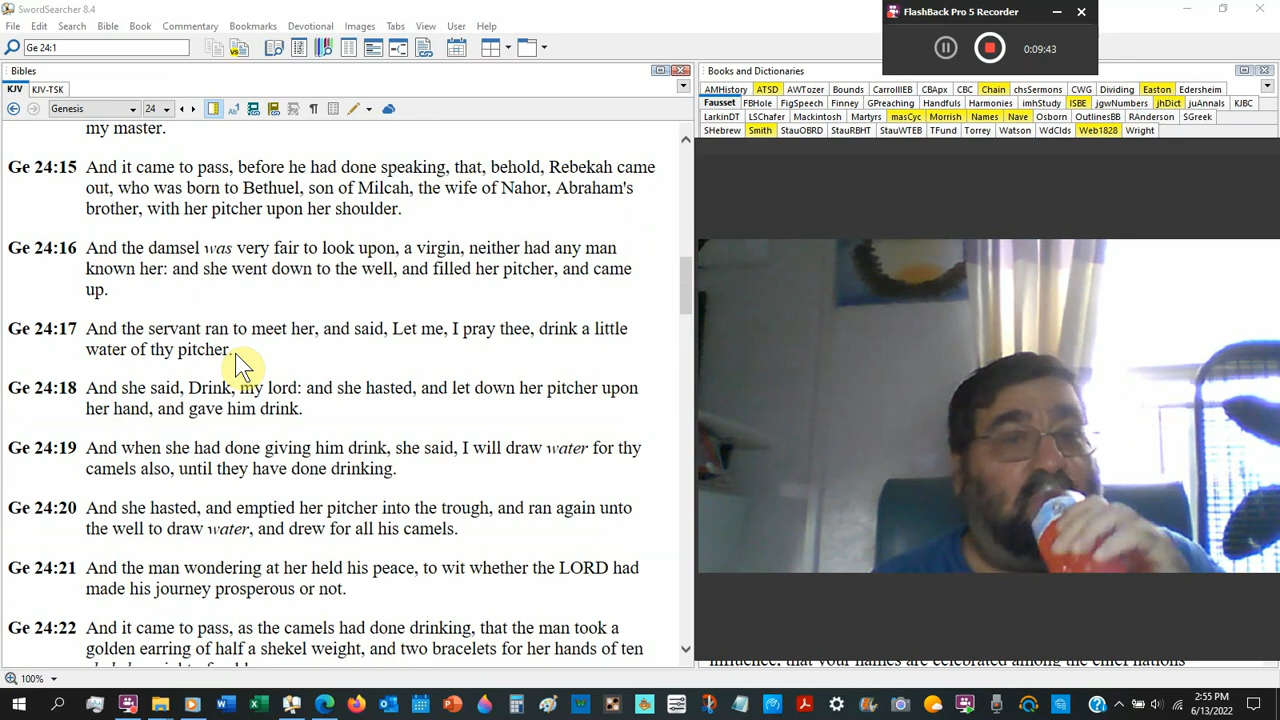 SwordSearcher 8.4
File Edit Search Bible Book Commentary Bookmarks Devotional Images Tabs View User Help
Ge 24:1
Bibles
KJV KJV-TSK
Genesis 24
my master.
Ge 24:15 And it came to pass, before he had done speaking, that, behold, Rebekah came
out, who was born to Bethuel, son of Milcah, the wife of Nahor, Abraham's
brother, with her pitcher upon her shoulder.
Ge 24:16 And the damsel was very fair to look upon, a virgin, neither had any man
known her: and she went down to the well, and filled her pitcher, and came
up.
Ge 24:17 And the servant ran to meet her, and said, Let me, I pray thee, drink a little
water of thy pitcher.
Ge 24:18 And she said, Drink, my lord: and she hasted, and let down her pitcher upon
her hand, and gave him drink.
Ge 24:19 And when she had done giving him drink, she said, I will draw water for thy
camels also, until they have done drinking.
Ge 24:20 And she hasted, and emptied her pitcher into the trough, and ran again unto
the well to draw water, and drew for all his camels.
Ge 24:21 And the man wondering at her held his peace, to wit whether the LORD had
made his journey prosperous or not.
Ge 24:22 And it came to pass, as the camels had done drinking, that the man took a
golden earring of half a shekel weight, and two bracelets for her hands of ten
100%
FlashBack Pro 5 Recorder
0:09:43
Books and Dictionaries
AMHistory ATSD AWTozer Bounds CarrollEIB CBApx CBC Chain chsSermons CWG Dividing Easton Edersheim
Fausset FBHole FigSpeech Finney GPreaching Handfuls Harmonies imhStudy ISBE jgwNumbers jhDict juAnnals KJBC
LarkinDT LSChafer Mackintosh Martyrs masCyc Morrish Names Nave Osborn OutlinesBB RAnderson SGreek
SHebrew Smith StauOBRD StauRBHT StauWTEB TFund Torrey Watson WdClds Web1828 Wright
influence, that your names are celebrated among the chief nations
2:55 PM
6/13/2022